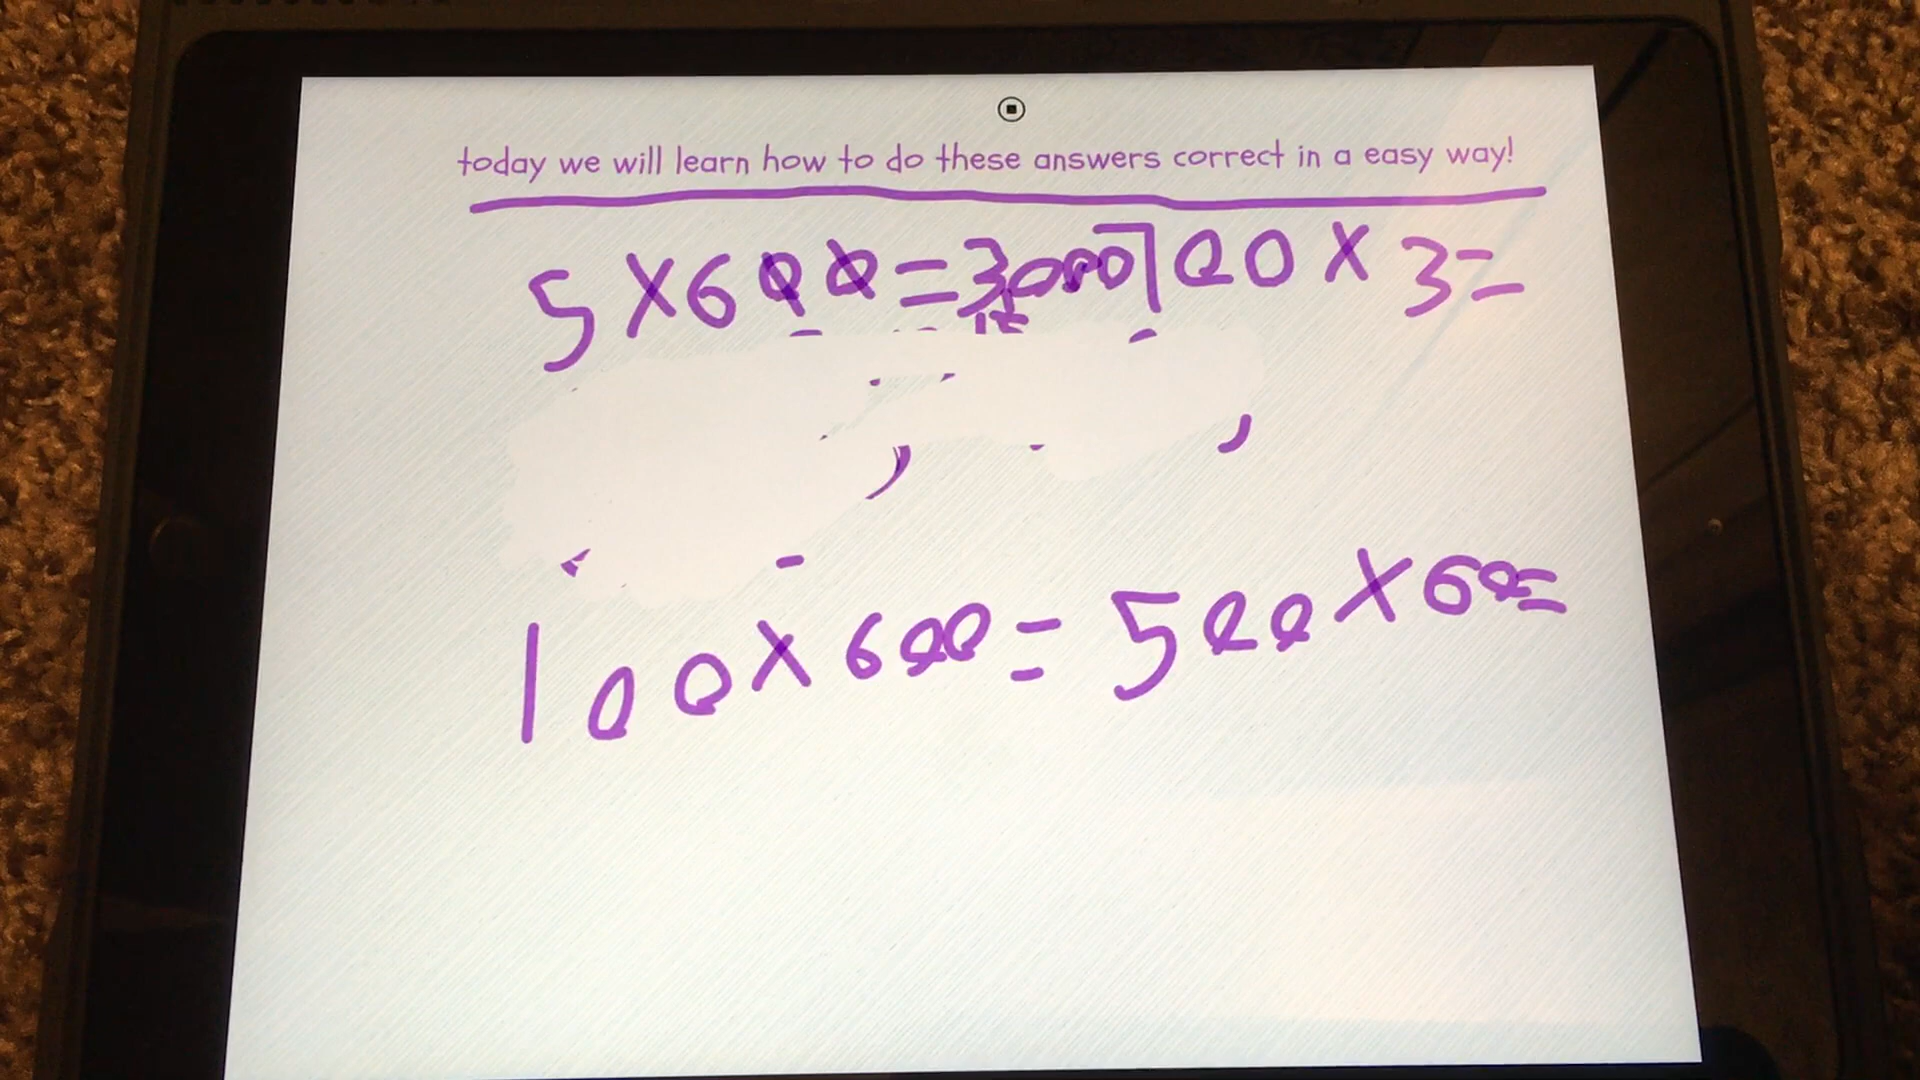 today we will learn how to do these answers correct in a easy way!
5 x 600 = 3000 700 x 3 =
100 x 600 = 500 x 60 =